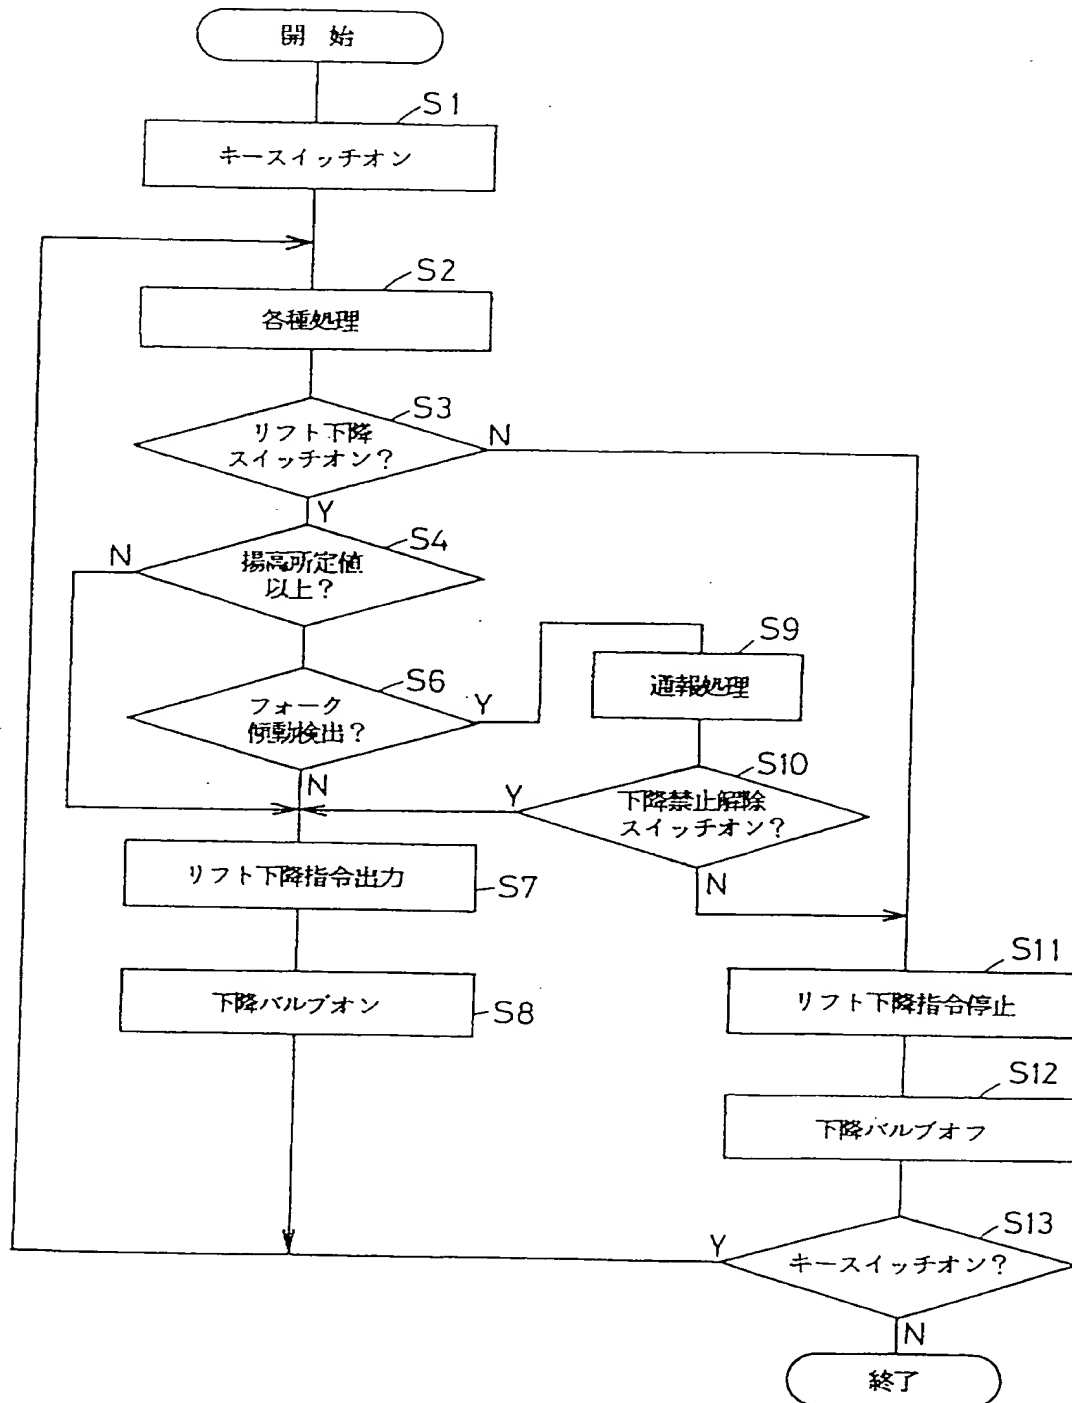 開 始
S1
キースイッチオン
S2
各種処理
S3
リフト下降
スイッチオン？
N
Y
S4
揚高所定値
以上？
N
S6
フォーク
傾動検出？
Y
N
S9
通報処理
S10
下降禁止解除
スイッチオン？
Y
N
リフト下降指令出力
S7
下降バルブオン
S8
S11
リフト下降指令停止
S12
下降バルブオフ
S13
キースイッチオン？
Y
N
終了